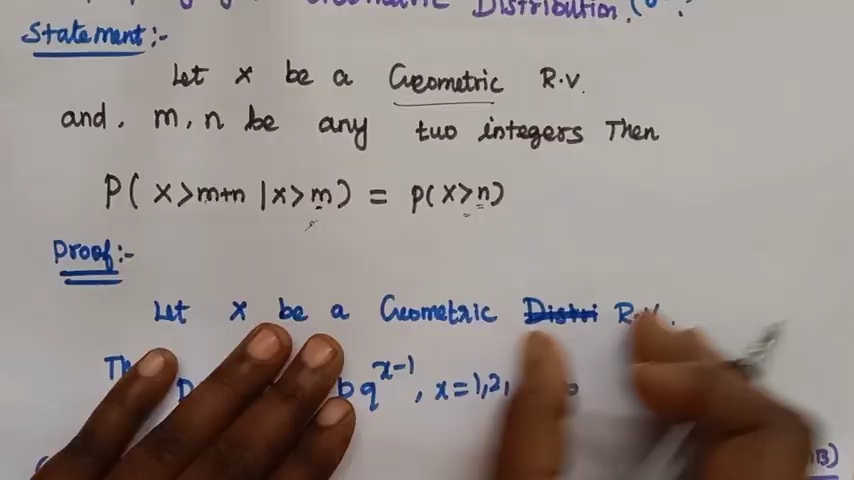 Geometric Distribution.
Statement:-
Let X be a Geometric R.V.
and, m, n be any two integers Then
P(X>m+n |X>m) = P(X>n)
Proof:-
Let X be a Geometric Distri R.V.
pq^{x-1}, x=1,2,